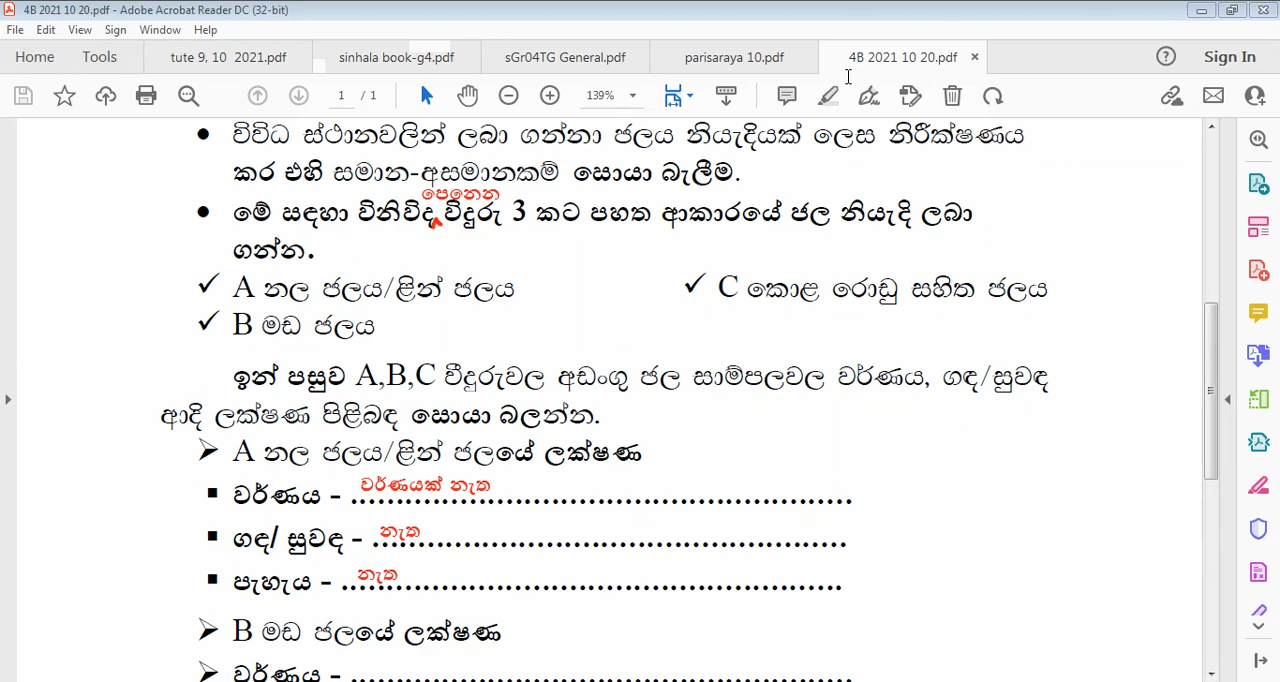 4B 2021 10 20.pdf - Adobe Acrobat Reader DC (32-bit)
File Edit View Sign Window Help
Home Tools tute 9, 10 2021.pdf sinhala book-g4.pdf sGr04TG General.pdf parisaraya 10.pdf 4B 2021 10 20.pdf × Sign In
1 / 1 139%
• විවිධ ස්ථානවලින් ලබා ගන්නා ජලය නියැදියක් ලෙස නිරීක්ෂණය
කර එහි සමාන-අසමානකම් සොයා බැලීම.
පෙනෙන
• මේ සඳහා විනිවිද වීදුරු 3 කට පහත ආකාරයේ ජල නියැදි ලබා
ගන්න.
✓ A නල ජලය/ළින් ජලය ✓ C කොළ රොඩු සහිත ජලය
✓ B මඩ ජලය
ඉන් පසුව A,B,C වීදුරුවල අඩංගු ජල සාම්පලවල වර්ණය, ගඳ/සුවඳ
ආදි ලක්ෂණ පිළිබඳ සොයා බලන්න.
➢ A නල ජලය/ළින් ජලයේ ලක්ෂණ
▪ වර්ණය - වර්ණයක් නැත
▪ ගඳ/ සුවඳ - නැත
▪ පැහැය - නැත
➢ B මඩ ජලයේ ලක්ෂණ
➢ වර්ණය - ................................................